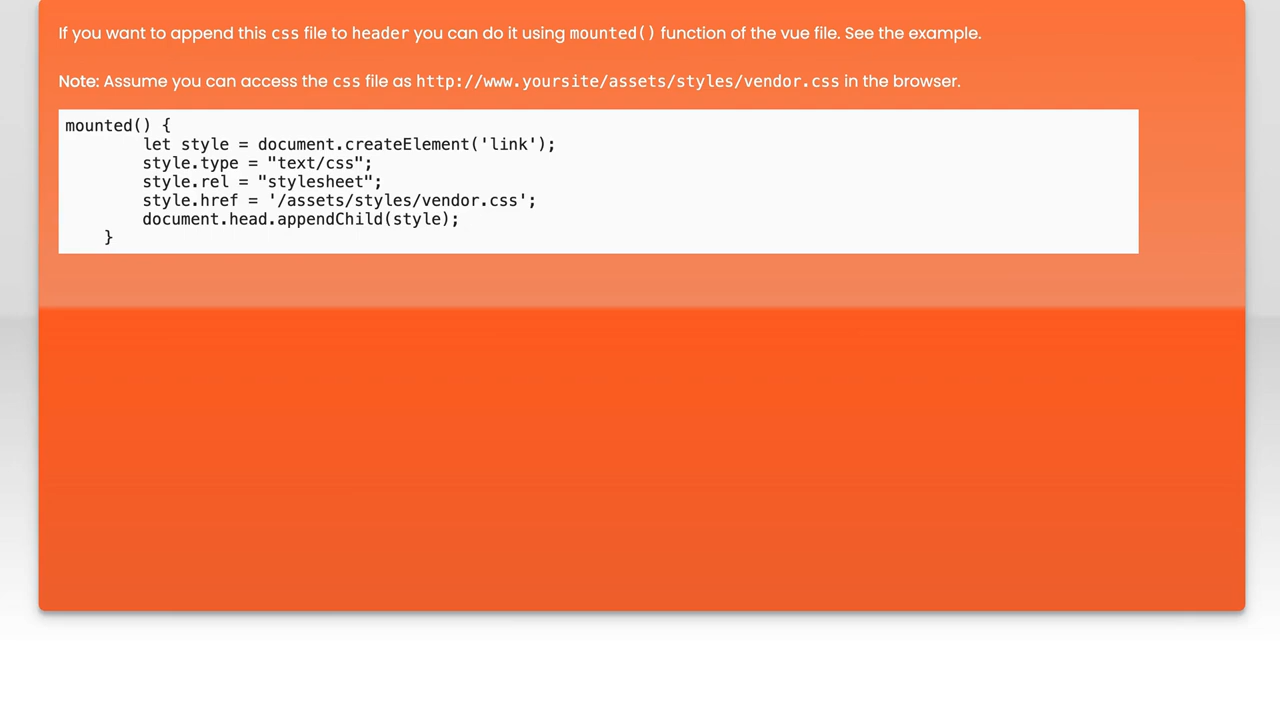 If you want to append this css file to header you can do it using mounted() function of the vue file. See the example.
Note: Assume you can access the css file as http://www.yoursite/assets/styles/vendor.css in the browser.
mounted() {
        let style = document.createElement('link');
        style.type = "text/css";
        style.rel = "stylesheet";
        style.href = '/assets/styles/vendor.css';
        document.head.appendChild(style);
    }